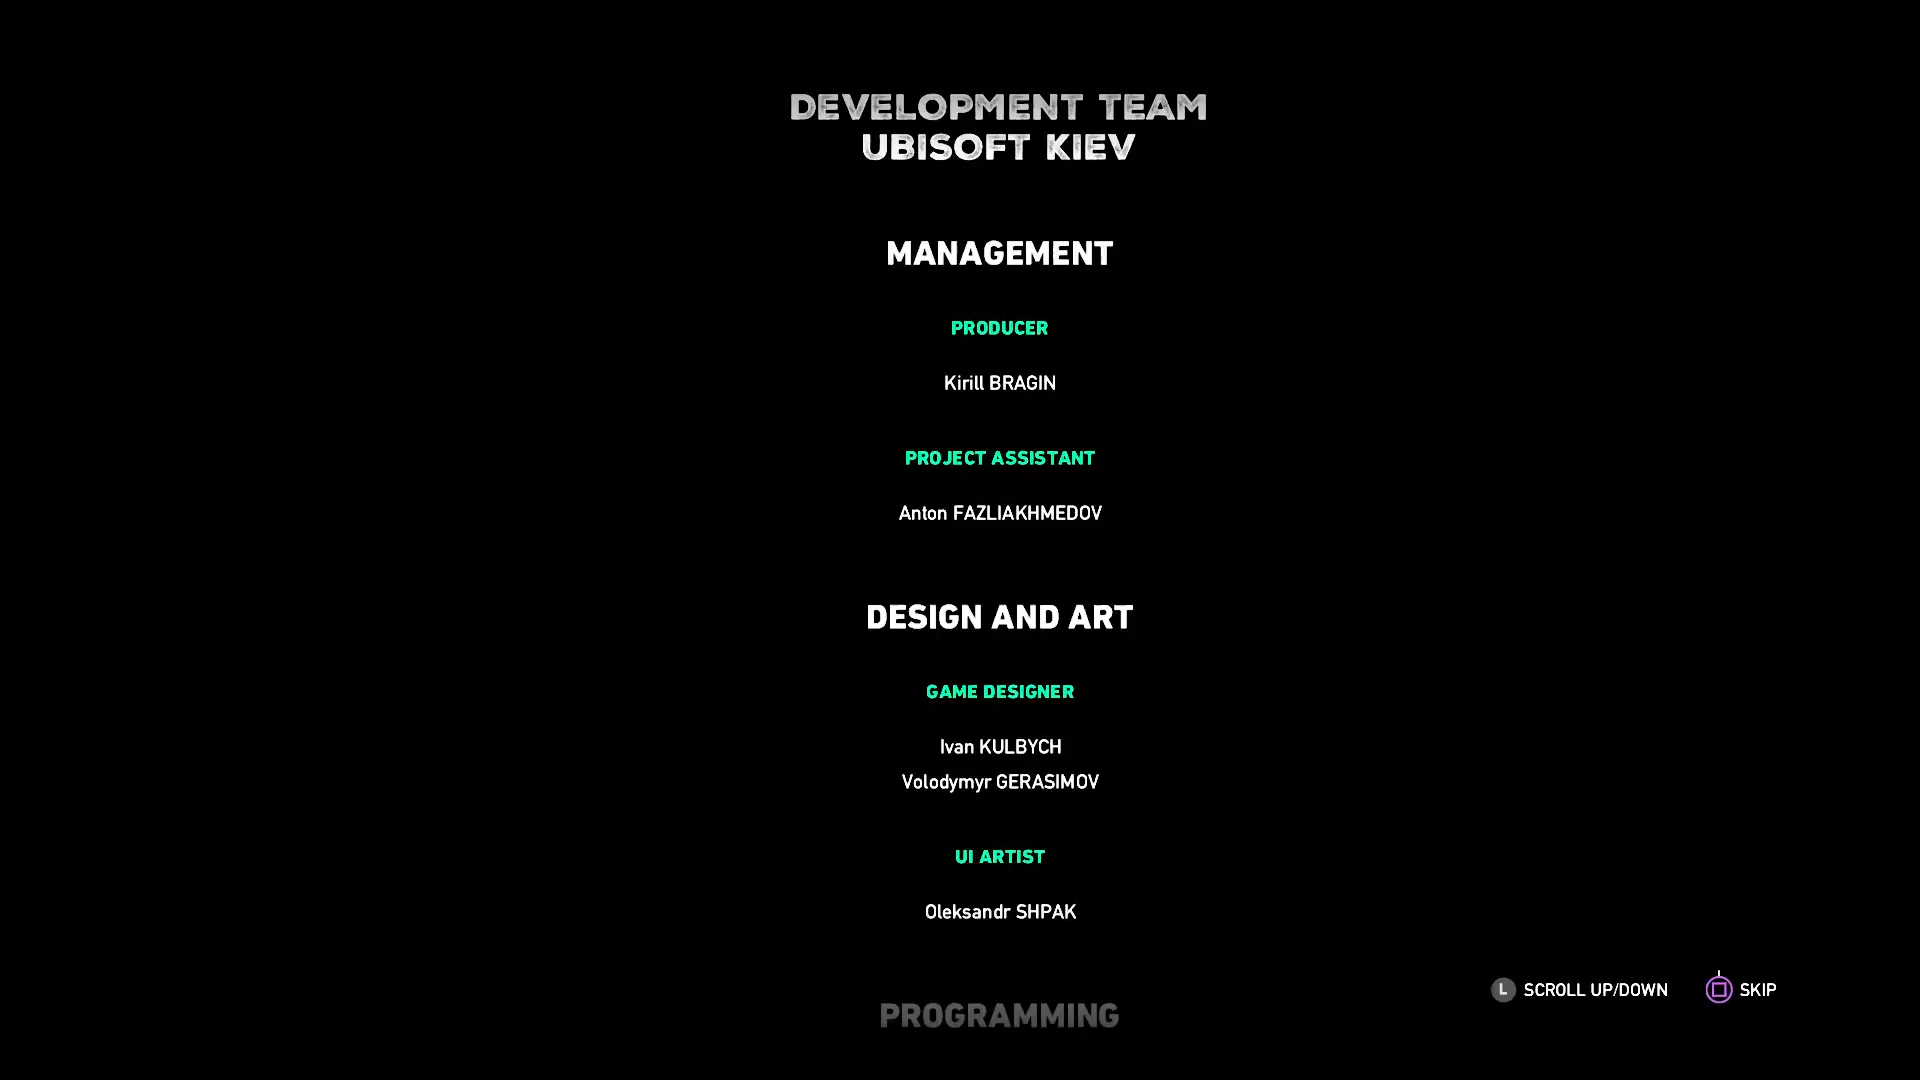 DEVELOPMENT TEAM
UBISOFT KIEV
MANAGEMENT
PRODUCER
Kirill BRAGIN
PROJECT ASSISTANT
Anton FAZLIAKHMEDOV
DESIGN AND ART
GAME DESIGNER
Ivan KULBYCH
Volodymyr GERASIMOV
UI ARTIST
Oleksandr SHPAK
L SCROLL UP/DOWN SKIP
PROGRAMMING